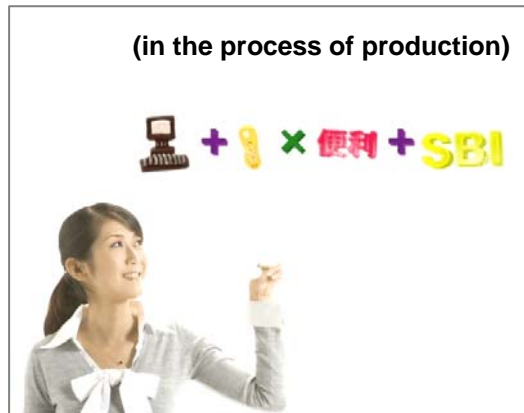 (in the process of production)
+ × 便利 + SBI